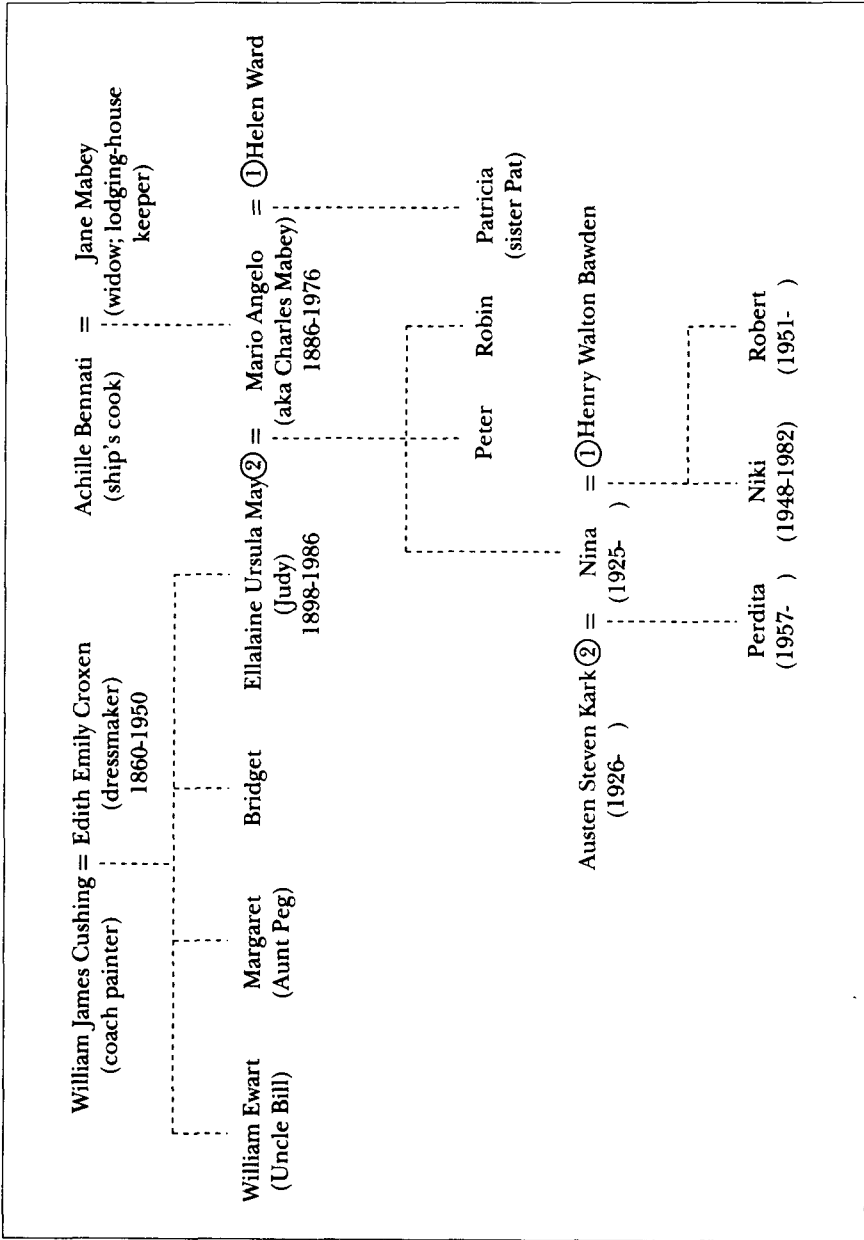 William James Cushing = Edith Emily Croxen
(coach painter)
(dressmaker)
1860-1950
Achille Bennati = Jane Mabey
(ship's cook)
(widow; lodging-house
keeper)
William Ewart
(Uncle Bill)
Margaret
(Aunt Peg)
Bridget
Ellalaine Ursula May ② = Mario Angelo = ① Helen Ward
(Judy)
1898-1986
(aka Charles Mabey)
1886-1976
Peter
Robin
Patricia
(sister Pat)
Austen Steven Kark ② = Nina = ① Henry Walton Bawden
(1926- )
(1925- )
Perdita
(1957- )
Niki
(1948-1982)
Robert
(1951- )